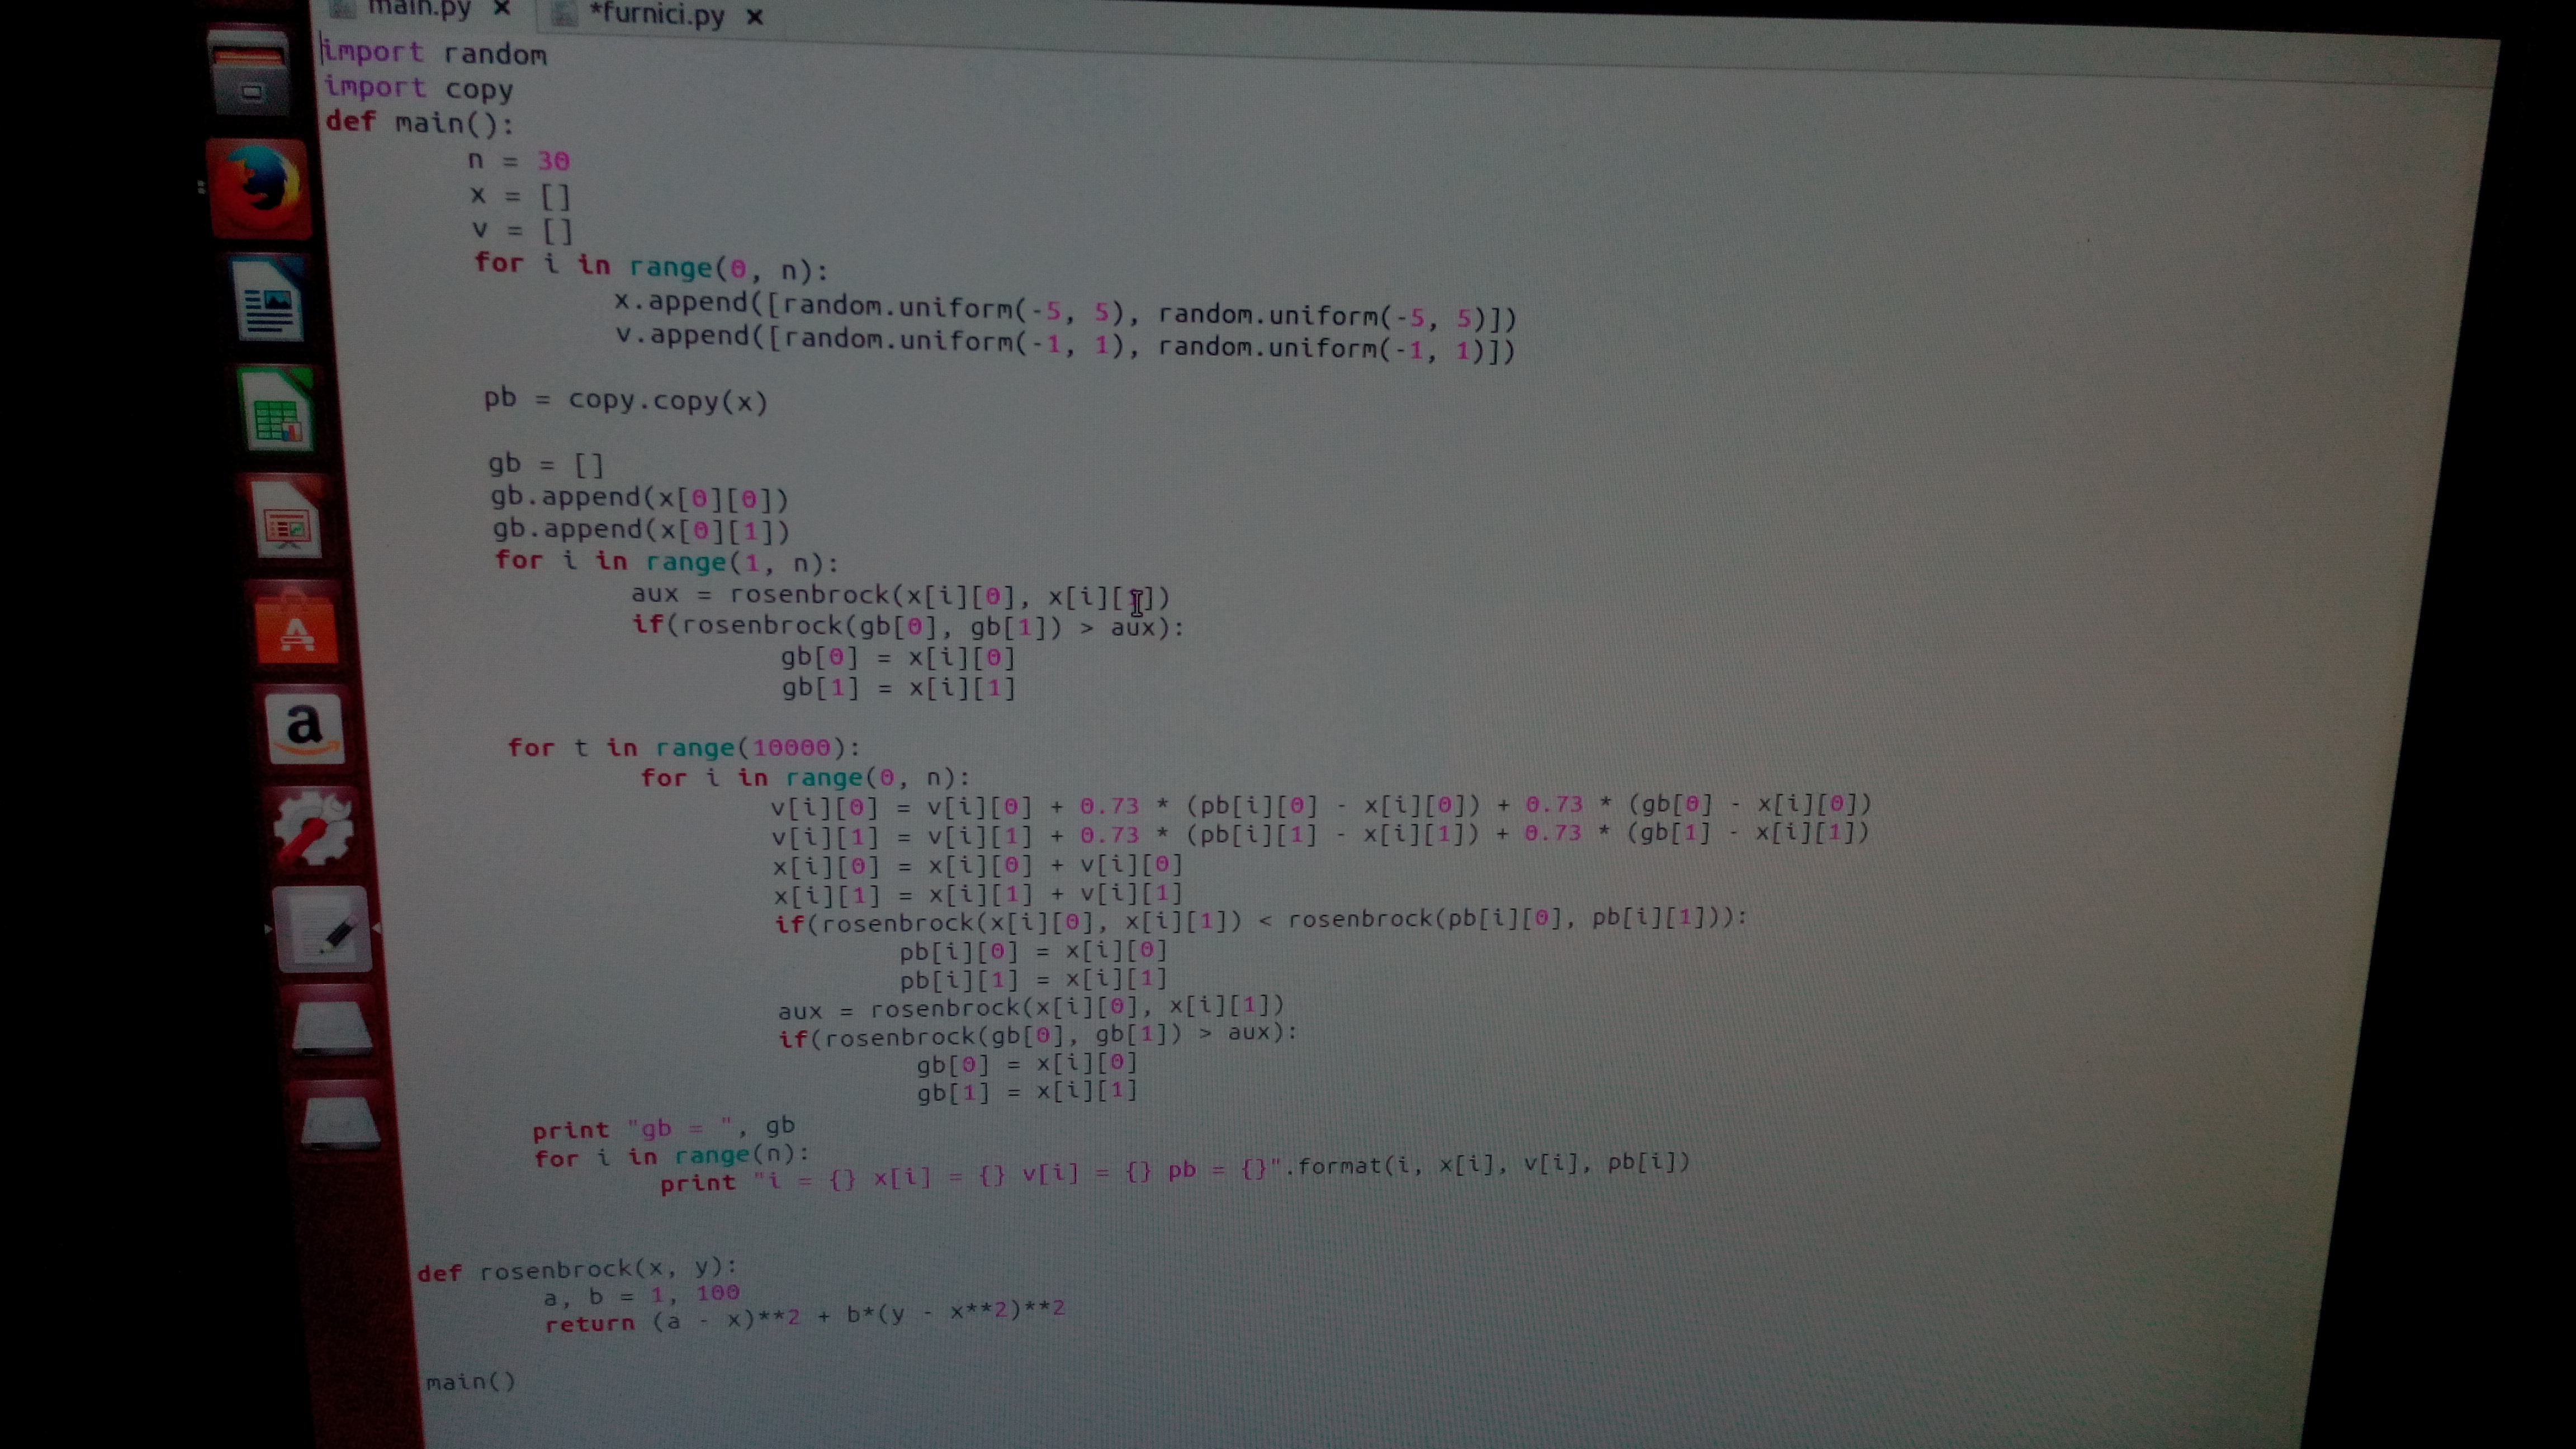 main.py x *furnici.py x
import random
import copy
def main():
        n = 30
        x = []
        v = []
        for i in range(0, n):
                x.append([random.uniform(-5, 5), random.uniform(-5, 5)])
                v.append([random.uniform(-1, 1), random.uniform(-1, 1)])
        pb = copy.copy(x)
        gb = []
        gb.append(x[0][0])
        gb.append(x[0][1])
        for i in range(1, n):
                aux = rosenbrock(x[i][0], x[i][1])
                if(rosenbrock(gb[0], gb[1]) > aux):
                        gb[0] = x[i][0]
                        gb[1] = x[i][1]
        for t in range(10000):
                for i in range(0, n):
                        v[i][0] = v[i][0] + 0.73 * (pb[i][0] - x[i][0]) + 0.73 * (gb[0] - x[i][0])
                        v[i][1] = v[i][1] + 0.73 * (pb[i][1] - x[i][1]) + 0.73 * (gb[1] - x[i][1])
                        x[i][0] = x[i][0] + v[i][0]
                        x[i][1] = x[i][1] + v[i][1]
                        if(rosenbrock(x[i][0], x[i][1]) < rosenbrock(pb[i][0], pb[i][1])):
                                pb[i][0] = x[i][0]
                                pb[i][1] = x[i][1]
                        aux = rosenbrock(x[i][0], x[i][1])
                        if(rosenbrock(gb[0], gb[1]) > aux):
                                gb[0] = x[i][0]
                                gb[1] = x[i][1]
        print "gb = ", gb
        for i in range(n):
                print "i = {} x[i] = {} v[i] = {} pb = {}".format(i, x[i], v[i], pb[i])
def rosenbrock(x, y):
        a, b = 1, 100
        return (a - x)**2 + b*(y - x**2)**2
main()
a